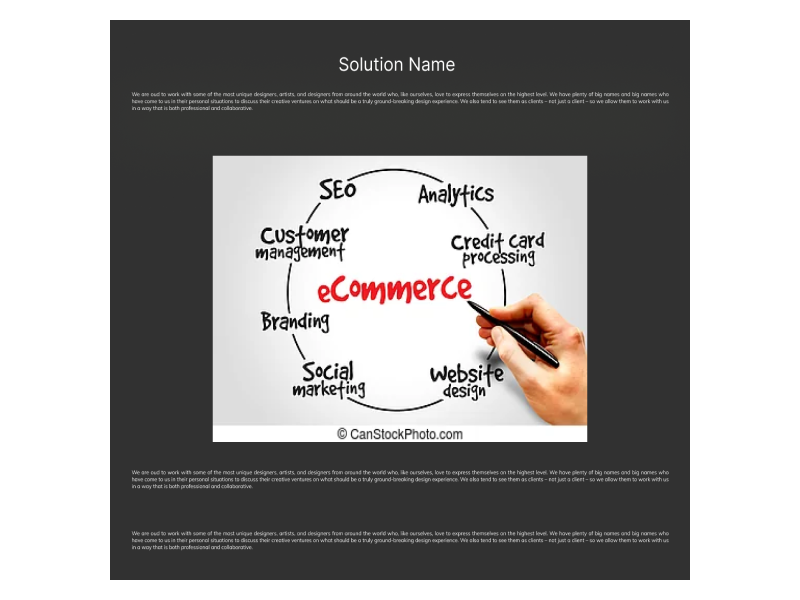 Solution Name
We are oud to work with some of the most unique designers, artists, and designers from around the world who, like ourselves, love to express themselves on the highest level. We have plenty of big names and big names who
have come to us in their personal situations to discuss their creative ventures on what should be a truly ground-breaking design experience. We also tend to see them as clients – not just a client – so we allow them to work with us
in a way that is both professional and collaborative.
SEO
Analytics
Customer
management
Credit card
processing
eCommerce
Branding
Social
marketing
Website
design
© CanStockPhoto.com
We are oud to work with some of the most unique designers, artists, and designers from around the world who, like ourselves, love to express themselves on the highest level. We have plenty of big names and big names who
have come to us in their personal situations to discuss their creative ventures on what should be a truly ground-breaking design experience. We also tend to see them as clients – not just a client – so we allow them to work with us
in a way that is both professional and collaborative.
We are oud to work with some of the most unique designers, artists, and designers from around the world who, like ourselves, love to express themselves on the highest level. We have plenty of big names and big names who
have come to us in their personal situations to discuss their creative ventures on what should be a truly ground-breaking design experience. We also tend to see them as clients – not just a client – so we allow them to work with us
in a way that is both professional and collaborative.